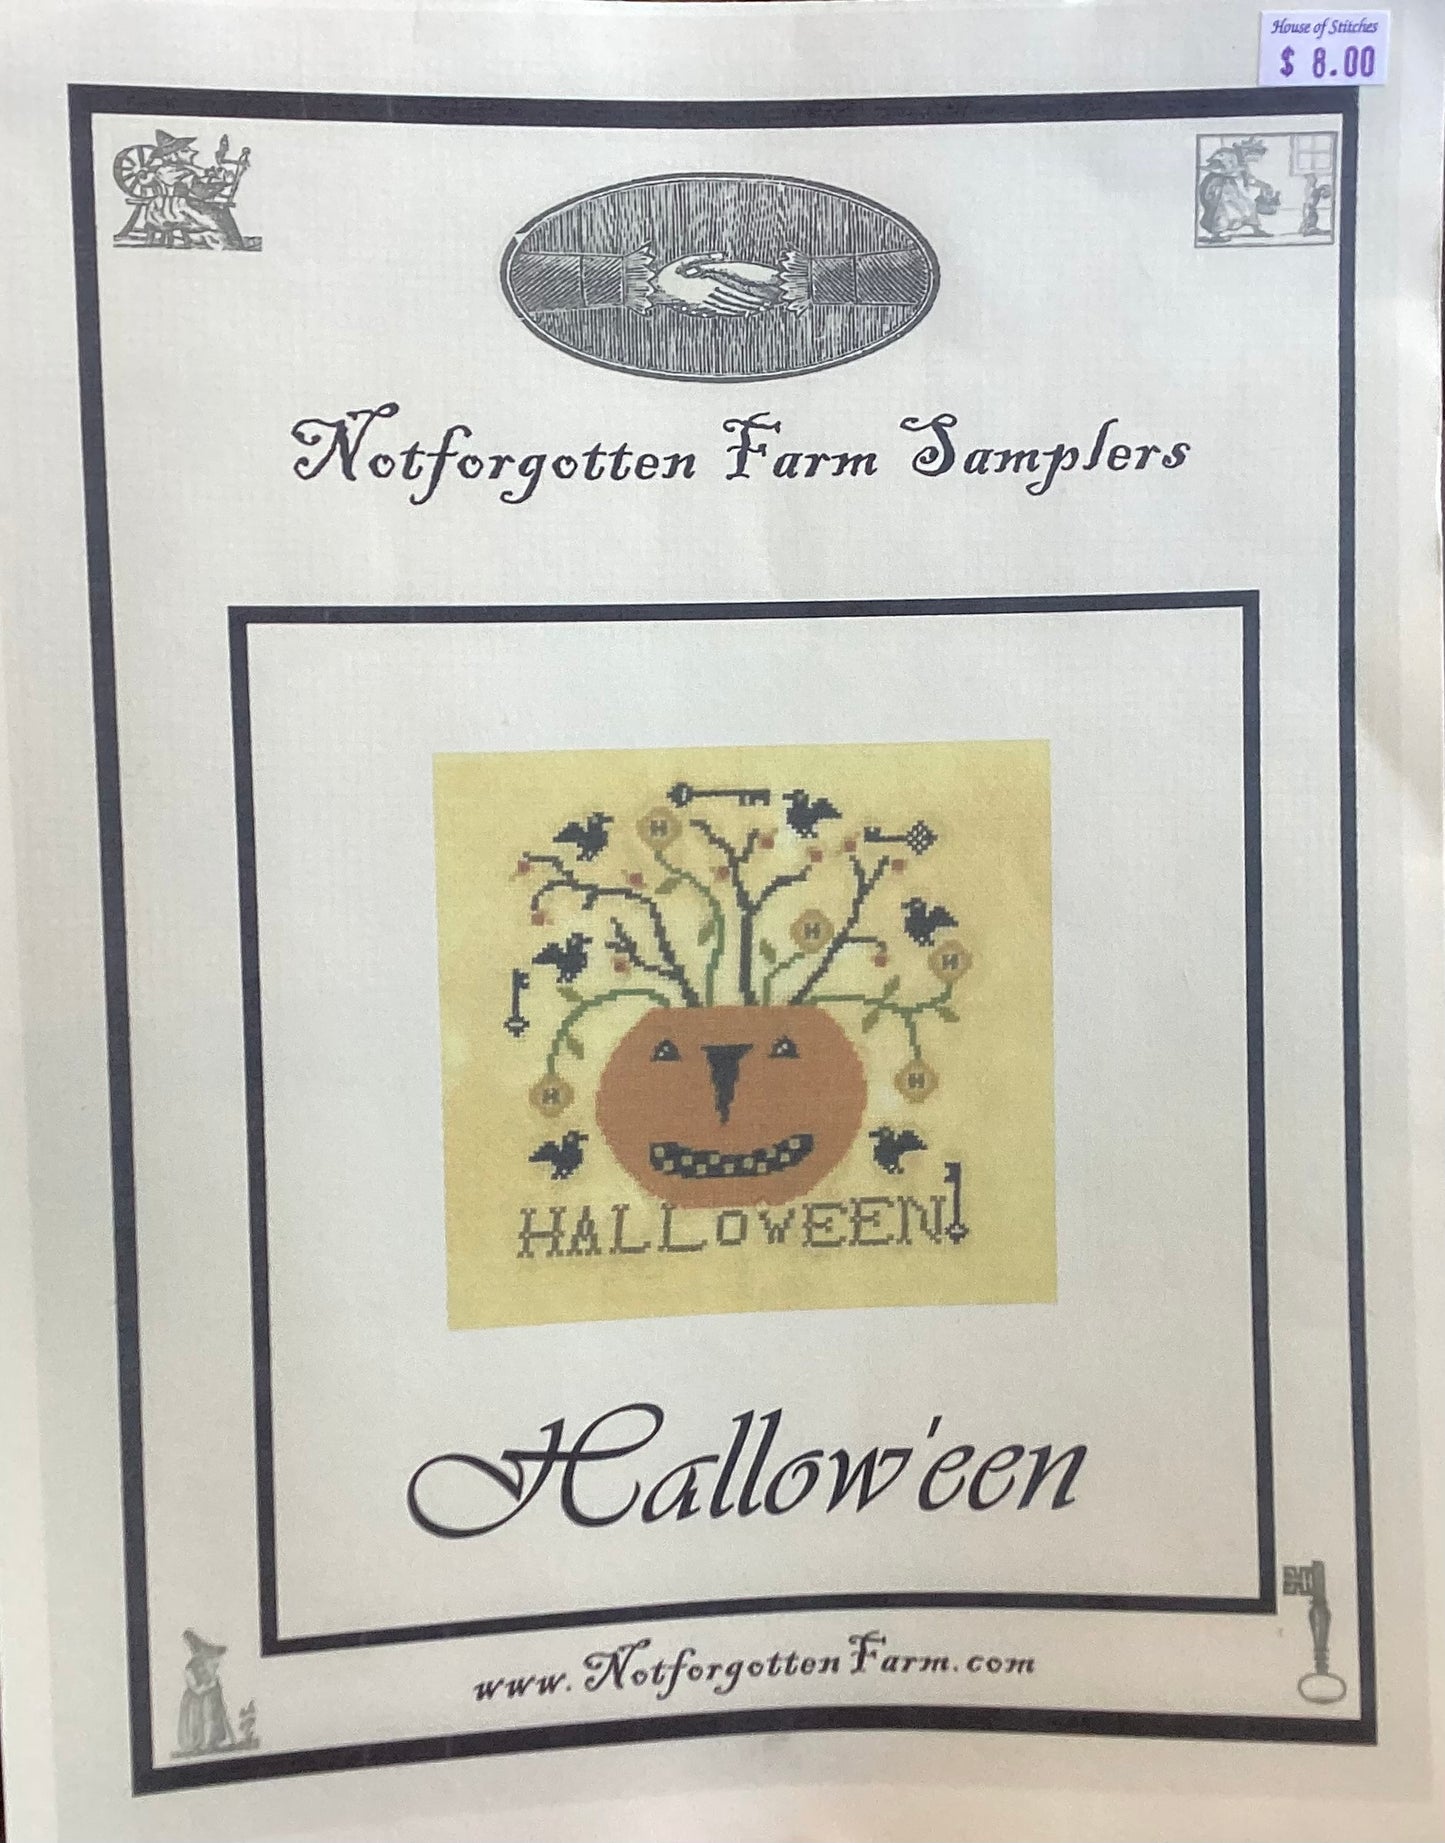 House of Stitches
$ 8.00
Notforgotten Farm Samplers
H
H
H
H
H
HALLOWEEN
Hallow'een
www.NotforgottenFarm.com